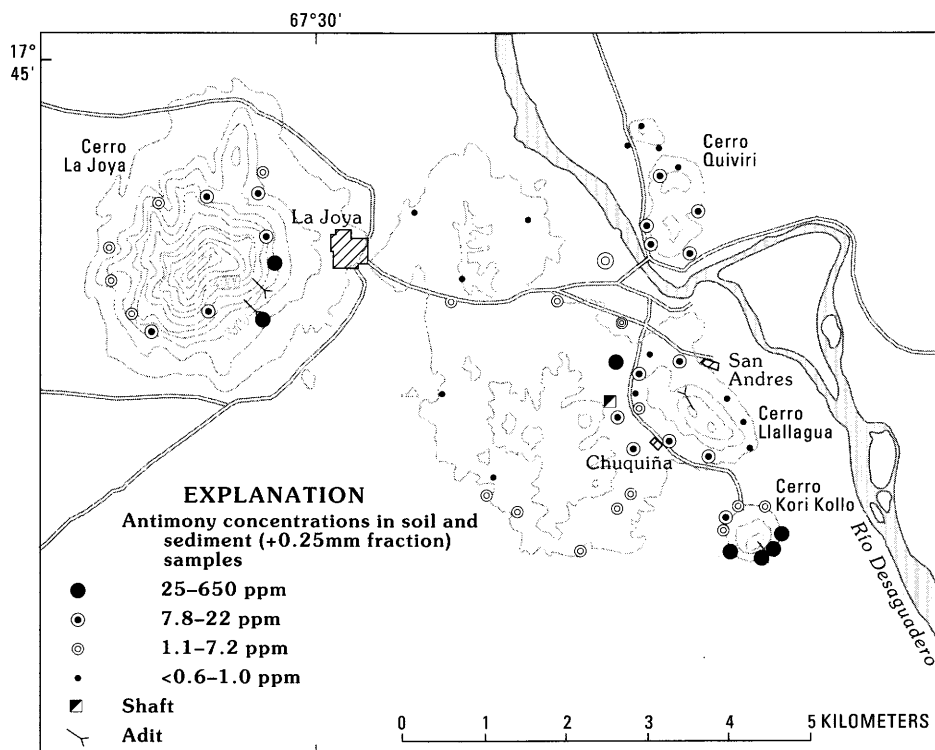 67°30'
17°
45'
Cerro
La Joya
La Joya
Cerro
Quiviri
San
Andres
Cerro
Llallagua
Chuquiña
Cerro
Kori Kollo
Río Desaguadero
EXPLANATION
Antimony concentrations in soil and
sediment (+0.25mm fraction)
samples
25–650 ppm
7.8–22 ppm
1.1–7.2 ppm
<0.6–1.0 ppm
Shaft
Adit
0 1 2 3 4 5 KILOMETERS